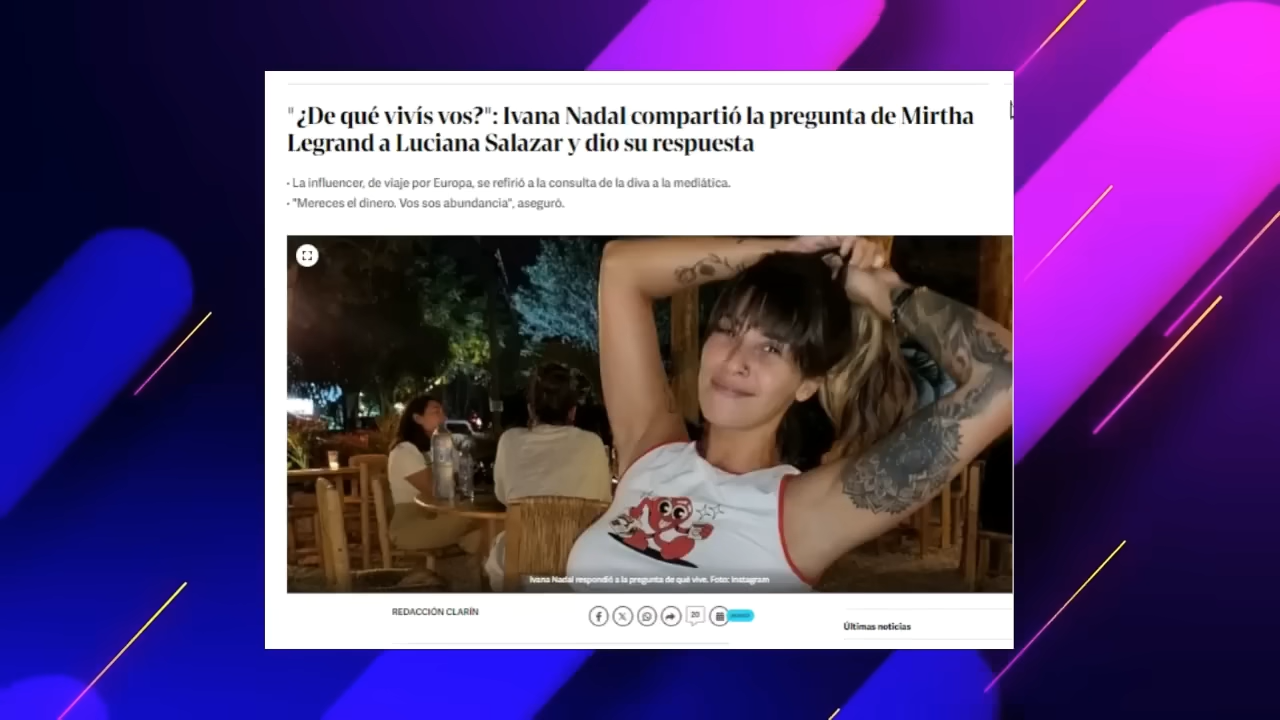 "¿De qué vivís vos?": Ivana Nadal compartió la pregunta de Mirtha
Legrand a Luciana Salazar y dio su respuesta
· La influencer, de viaje por Europa, se refirió a la consulta de la diva a la mediática.
· "Mereces el dinero. Vos sos abundancia", aseguró.
Ivana Nadal respondió a la pregunta de qué vive. Foto: Instagram
REDACCIÓN CLARÍN
20
Últimas noticias